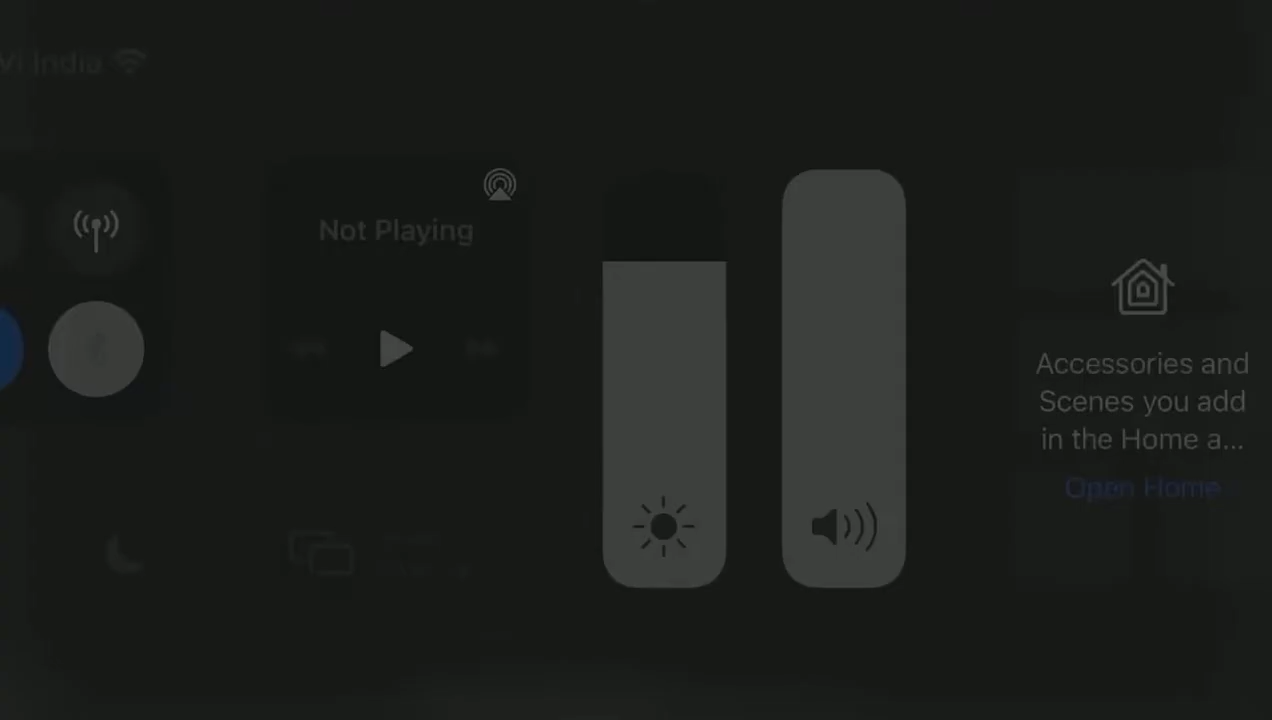 Vi India
Not Playing
Accessories and
Scenes you add
in the Home a...
Open Home